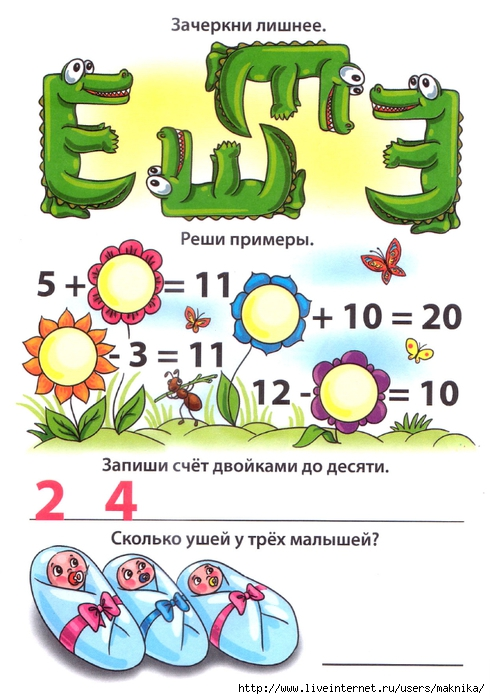 Зачеркни лишнее.
Реши примеры.
5 + = 11
+ 10 = 20
- 3 = 11
12 - = 10
Запиши счёт двойками до десяти.
2 4
Сколько ушей у трёх малышей?
http://www.liveinternet.ru/users/maknika/